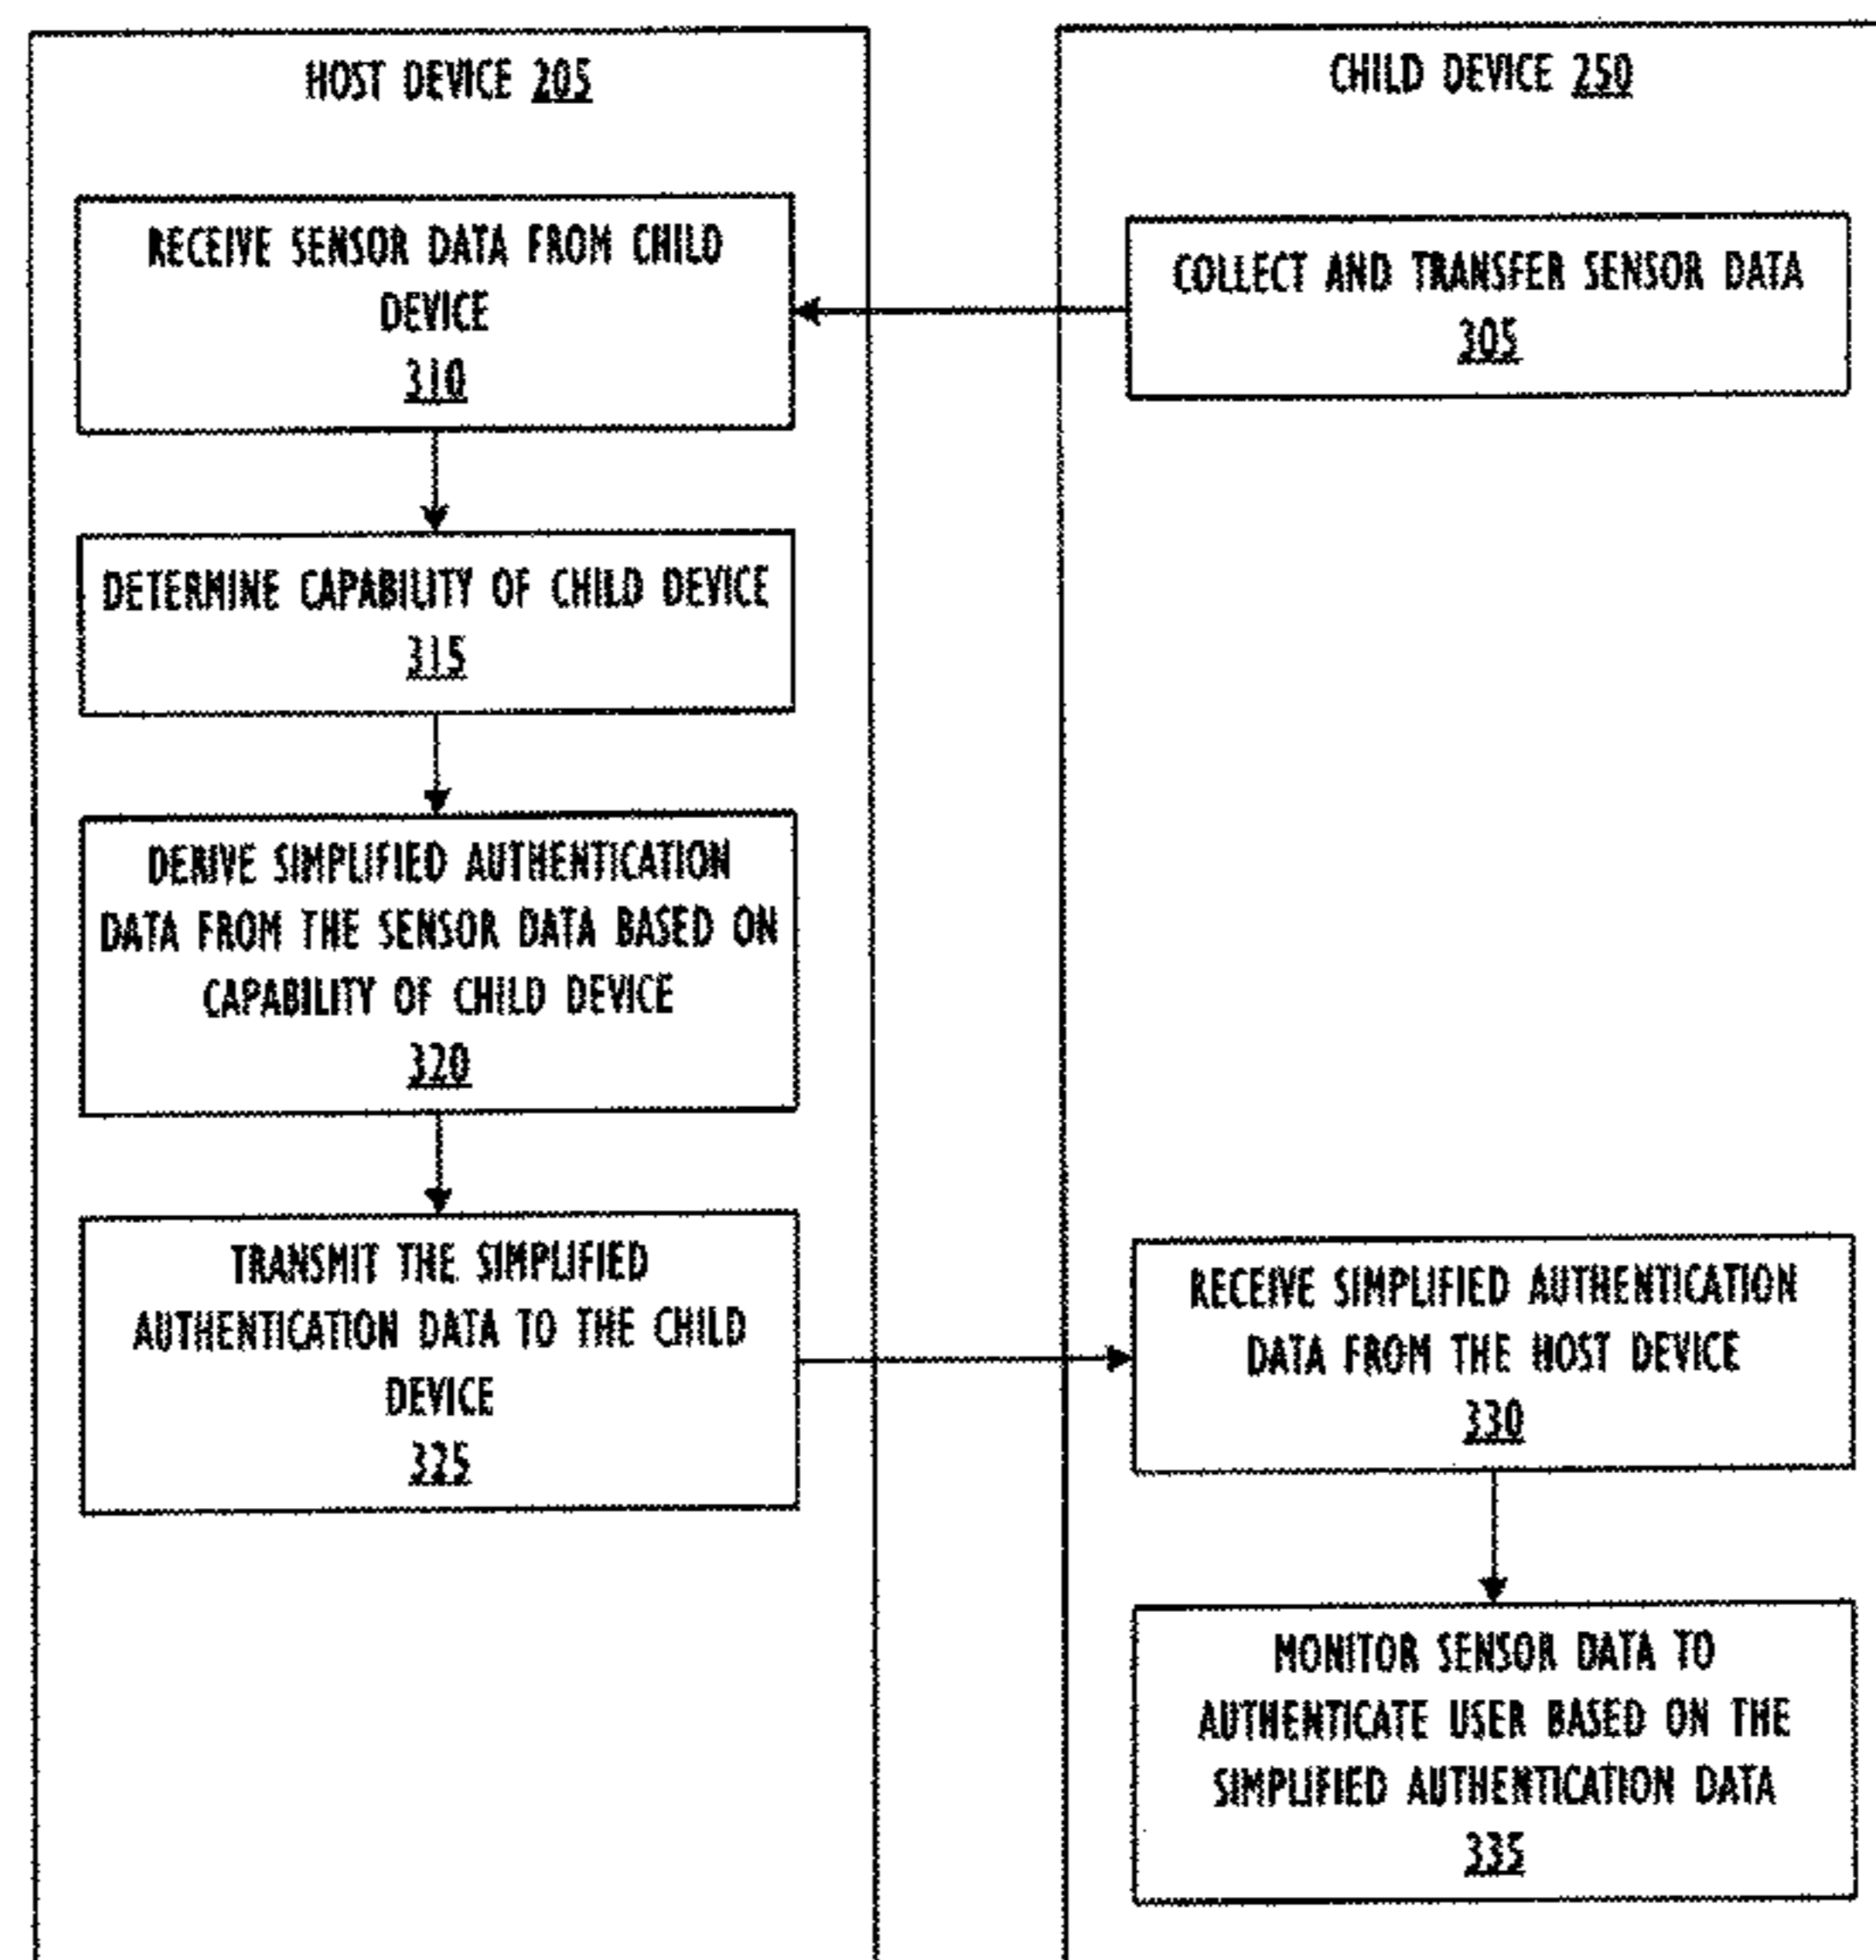 HOST DEVICE 205
RECEIVE SENSOR DATA FROM CHILD
DEVICE
310
DETERMINE CAPABILITY OF CHILD DEVICE
315
DERIVE SIMPLIFIED AUTHENTICATION
DATA FROM THE SENSOR DATA BASED ON
CAPABILITY OF CHILD DEVICE
320
TRANSMIT THE SIMPLIFIED
AUTHENTICATION DATA TO THE CHILD
DEVICE
325
CHILD DEVICE 250
COLLECT AND TRANSFER SENSOR DATA
305
RECEIVE SIMPLIFIED AUTHENTICATION
DATA FROM THE HOST DEVICE
330
MONITOR SENSOR DATA TO
AUTHENTICATE USER BASED ON THE
SIMPLIFIED AUTHENTICATION DATA
335